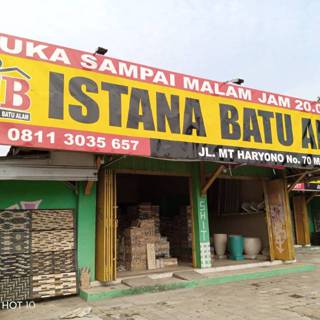 UKA SAMPAI MALAM JAM 20.0
B
BATU ALAM
ISTANA BATU A
0811 3035 657
JL. MT HARYONO No. 70 M
SHIT
HOT 10